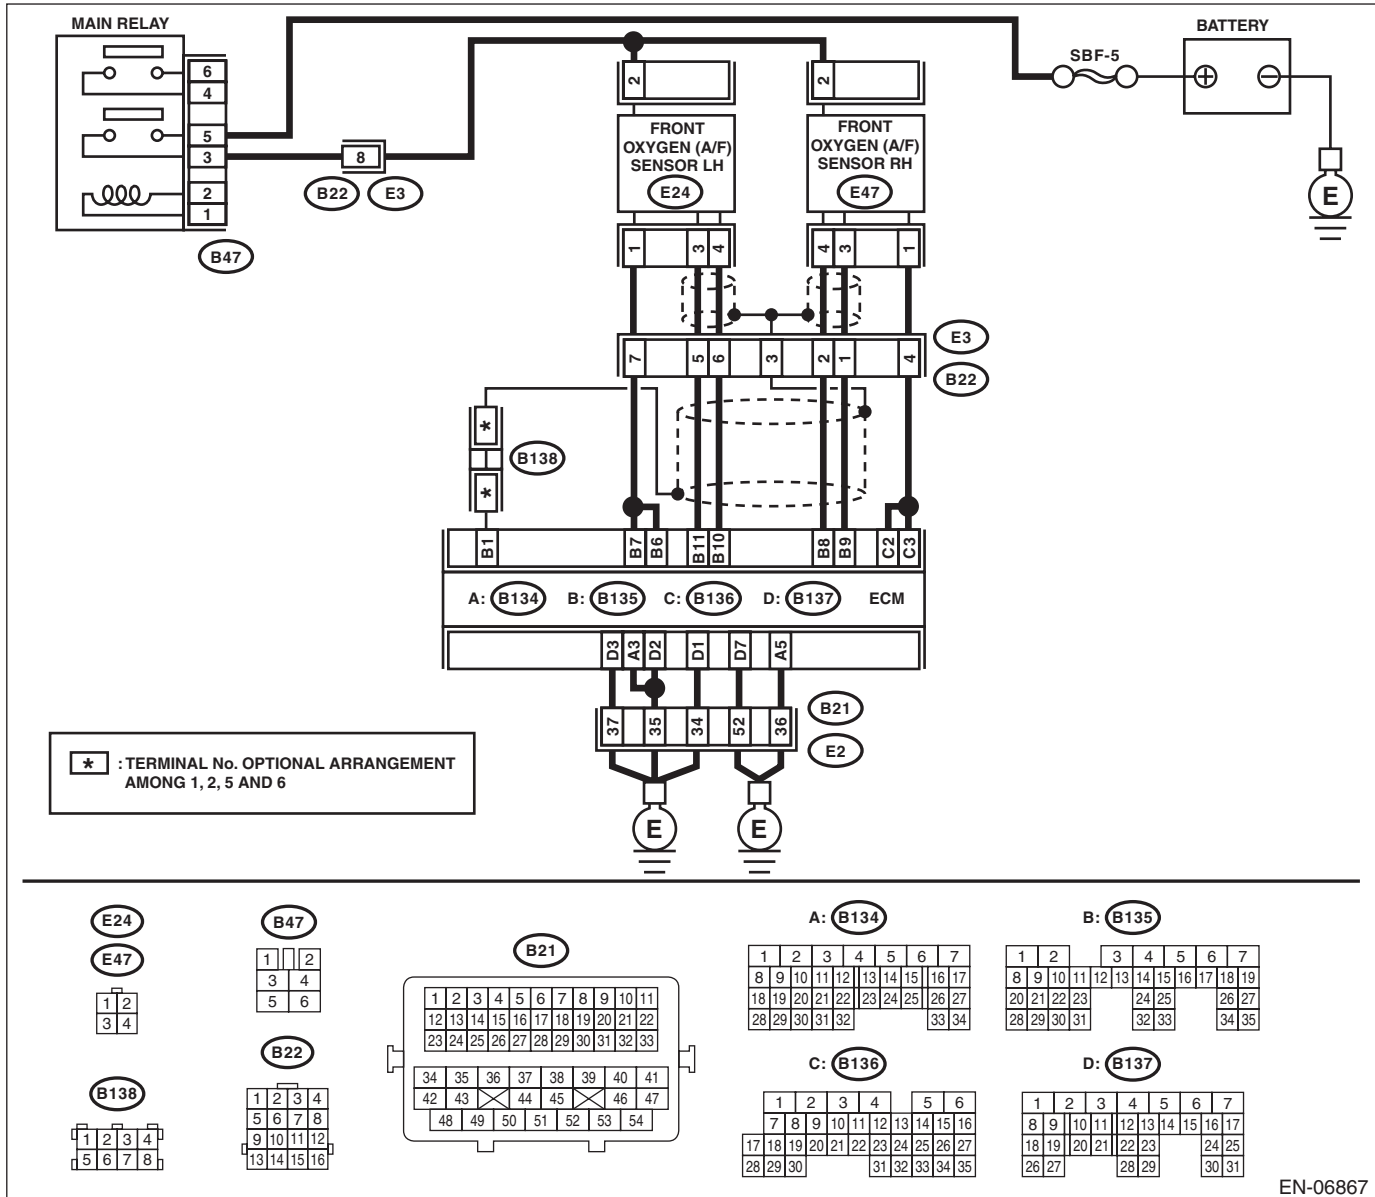 MAIN RELAY
BATTERY
SBF-5
6
4
5
3
2
1
8
B22 E3
B47
2 2
FRONT OXYGEN (A/F) SENSOR LH
E24
FRONT OXYGEN (A/F) SENSOR RH
E47
E
1 3 4 4 3 1
7 5 6 3 2 1 4
E3
B22
*
B138
*
B1 B7 B6 B11 B10 B8 B9 C2 C3
A: B134 B: B135 C: B136 D: B137 ECM
D3 A3 D2 D1 D7 A5
37 35 34 52 36
B21
E2
* : TERMINAL No. OPTIONAL ARRANGEMENT
AMONG 1, 2, 5 AND 6
E E
E24
E47
1 2
3 4
B138
1 2 3 4
5 6 7 8
B47
1 2
3 4
5 6
B22
1 2 3 4
5 6 7 8
9 10 11 12
13 14 15 16
B21
1 2 3 4 5 6 7 8 9 10 11
12 13 14 15 16 17 18 19 20 21 22
23 24 25 26 27 28 29 30 31 32 33
34 35 36 37 38 39 40 41
42 43 44 45 46 47
48 49 50 51 52 53 54
A: B134
1 2 3 4 5 6 7
8 9 10 11 12 13 14 15 16 17
18 19 20 21 22 23 24 25 26 27
28 29 30 31 32 33 34
B: B135
1 2 3 4 5 6 7
8 9 10 11 12 13 14 15 16 17 18 19
20 21 22 23 24 25 26 27
28 29 30 31 32 33 34 35
C: B136
1 2 3 4 5 6
7 8 9 10 11 12 13 14 15 16
17 18 19 20 21 22 23 24 25 26 27
28 29 30 31 32 33 34 35
D: B137
1 2 3 4 5 6 7
8 9 10 11 12 13 14 15 16 17
18 19 20 21 22 23 24 25
26 27 28 29 30 31
EN-06867